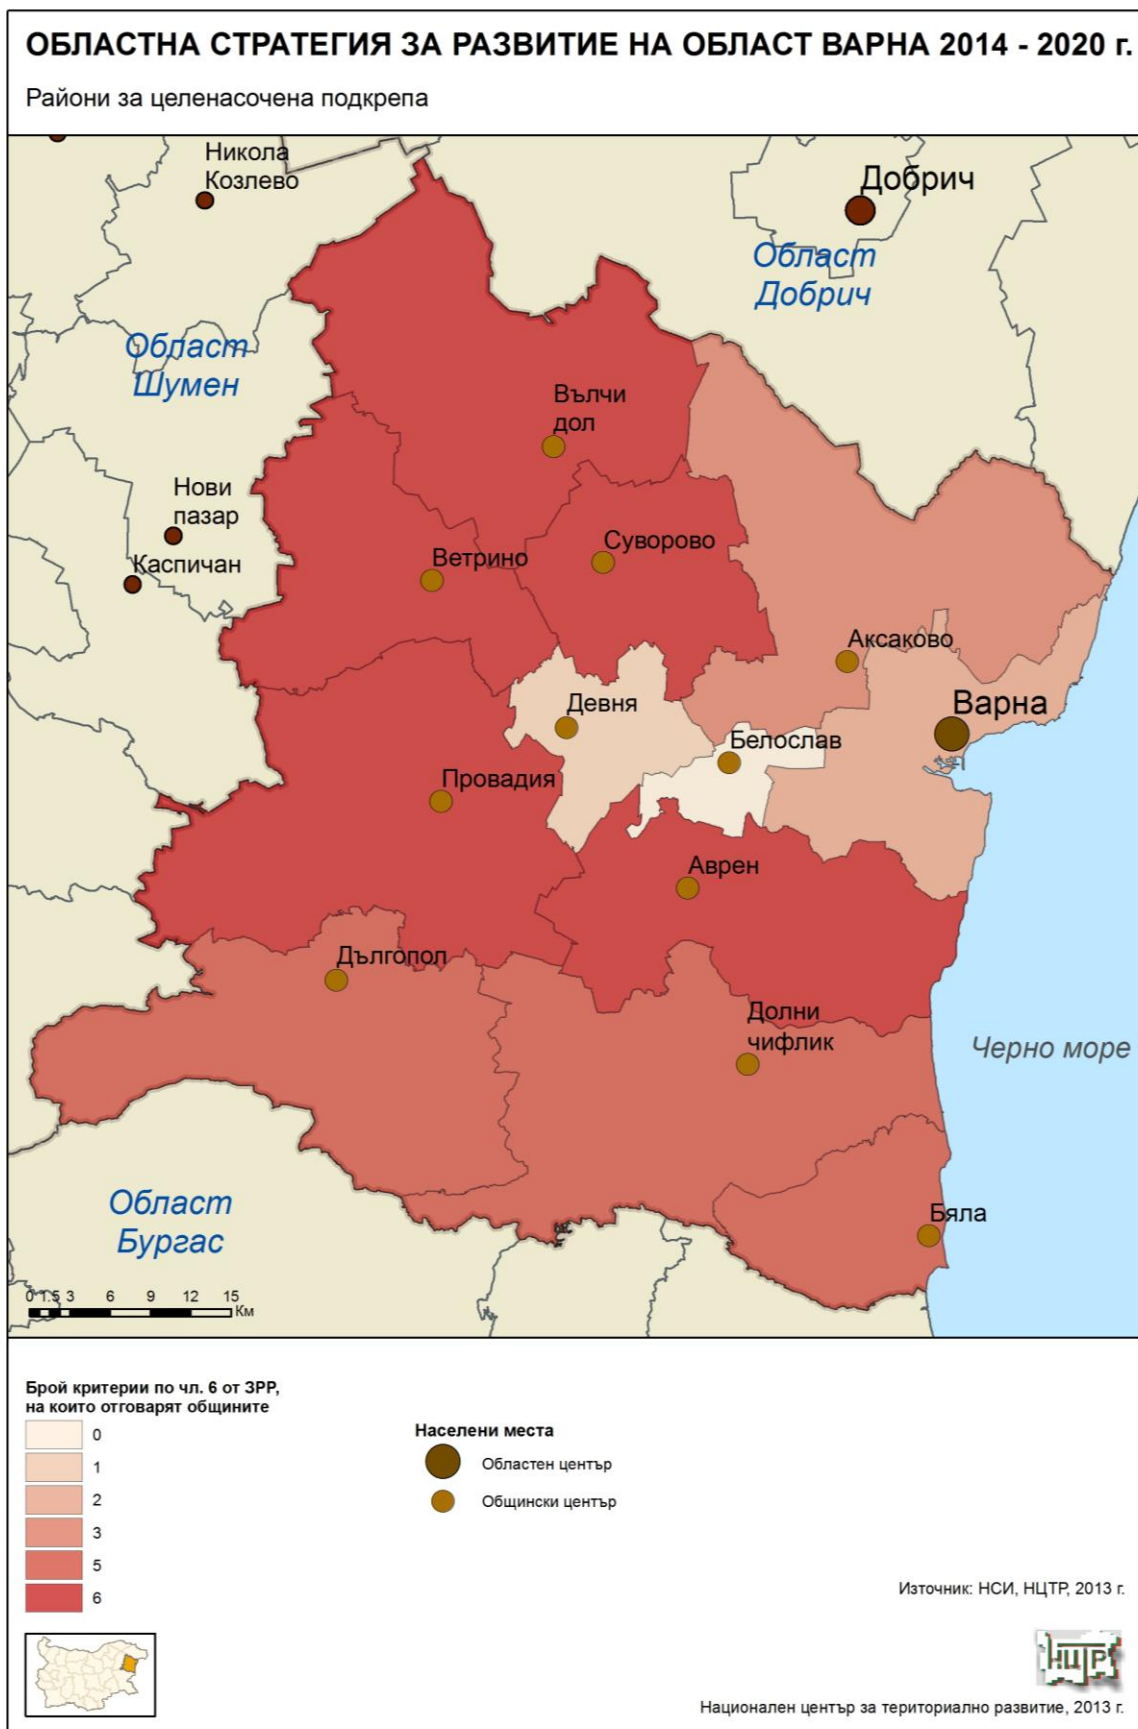 ОБЛАСТНА СТРАТЕГИЯ ЗА РАЗВИТИЕ НА ОБЛАСТ ВАРНА 2014 - 2020 г.
Райони за целенасочена подкрепа
Никола
Козлево
Добрич
Област
Добрич
Област
Шумен
Вълчи
дол
Нови
пазар
Каспичан
Ветрино
Суворово
Аксаково
Варна
Девня
Белослав
Провадия
Аврен
Дългопол
Долни
чифлик
Черно море
Област
Бургас
Бяла
0 1.5 3 6 9 12 15
Км
Брой критерии по чл. 6 от ЗРР,
на които отговарят общините
0
1
2
3
5
6
Населени места
Областен център
Общински център
Източник: НСИ, НЦТР, 2013 г.
НЦТР
Национален център за териториално развитие, 2013 г.